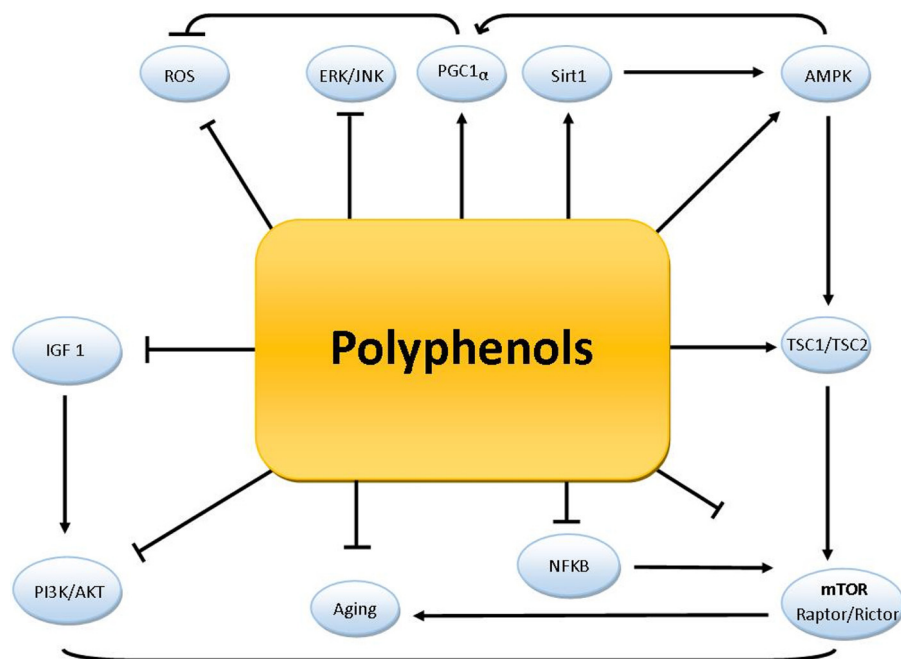 ROS
ERK/JNK
PGC1α
Sirt1
AMPK
IGF 1
Polyphenols
TSC1/TSC2
PI3K/AKT
Aging
NFKB
mTOR
Raptor/Rictor